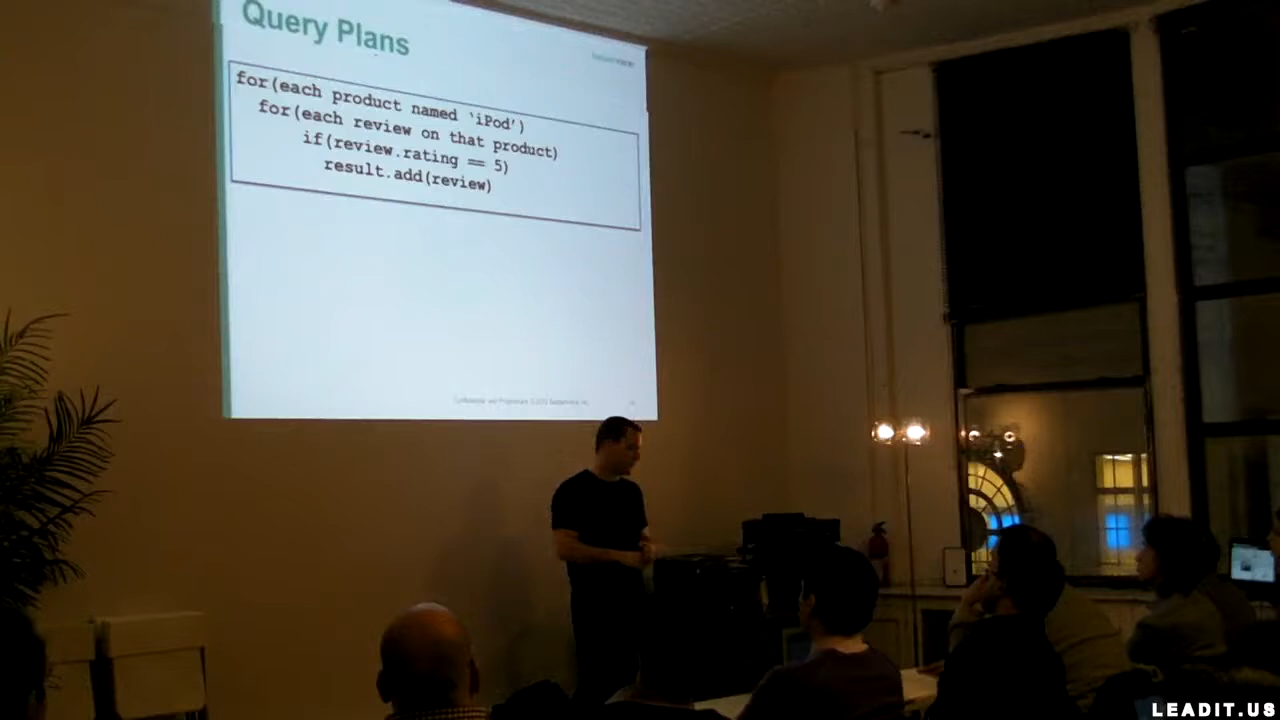 Query Plans
for(each product named ‘iPod’)
for(each review on that product)
if(review.rating == 5)
result.add(review)
LEADIT.US